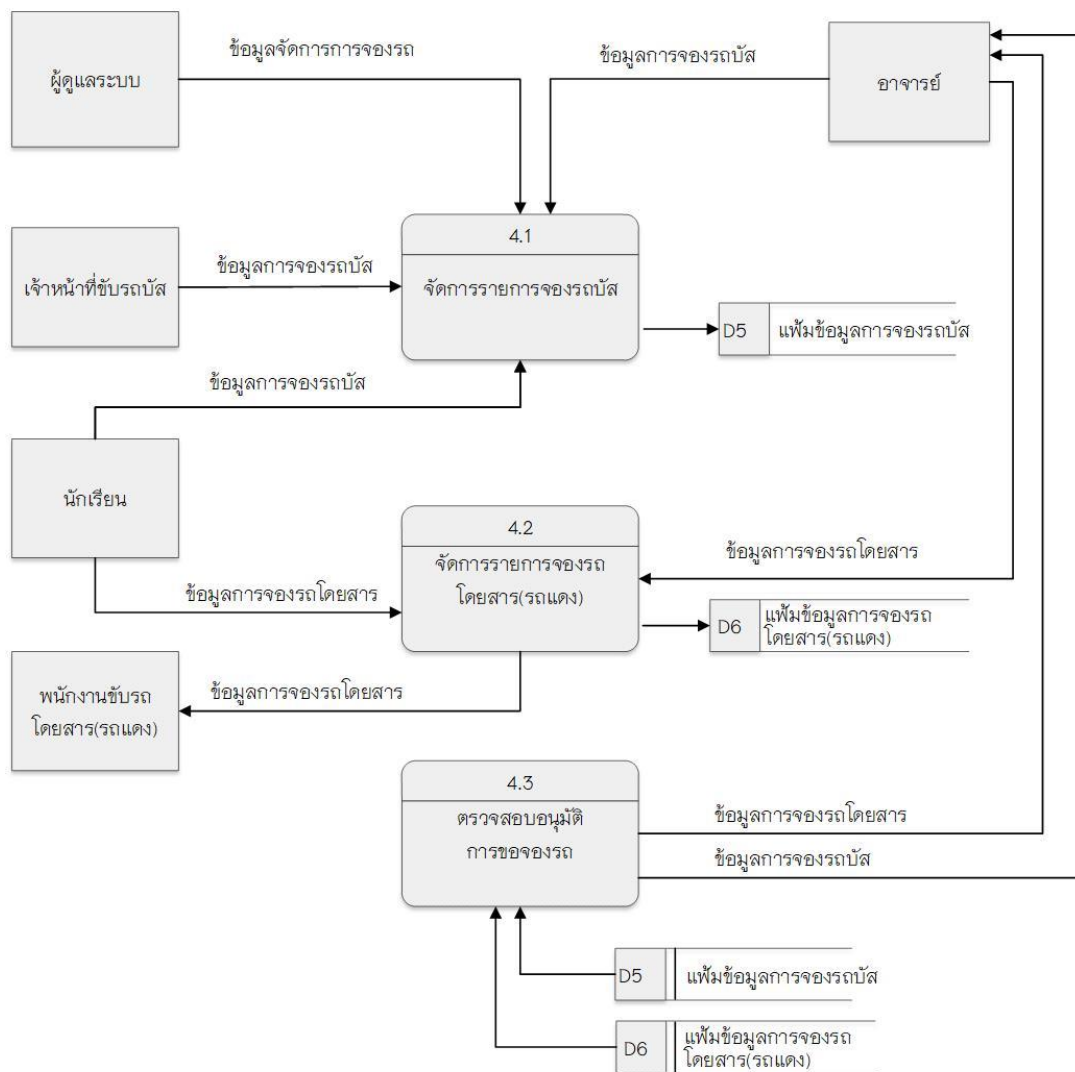 ข้อมูลจัดการการจองรถ
ข้อมูลการจองรถบัส
ผู้ดูแลระบบ
อาจารย์
4.1
จัดการรายการจองรถบัส
เจ้าหน้าที่ขับรถบัส
ข้อมูลการจองรถบัส
D5
แฟ้มข้อมูลการจองรถบัส
ข้อมูลการจองรถบัส
นักเรียน
4.2
จัดการรายการจองรถ
โดยสาร(รถแดง)
ข้อมูลการจองรถโดยสาร
ข้อมูลการจองรถโดยสาร
D6
แฟ้มข้อมูลการจองรถ
โดยสาร(รถแดง)
พนักงานขับรถ
โดยสาร(รถแดง)
ข้อมูลการจองรถโดยสาร
4.3
ตรวจสอบอนุมัติ
การขอจองรถ
ข้อมูลการจองรถโดยสาร
ข้อมูลการจองรถบัส
D5
แฟ้มข้อมูลการจองรถบัส
D6
แฟ้มข้อมูลการจองรถ
โดยสาร(รถแดง)